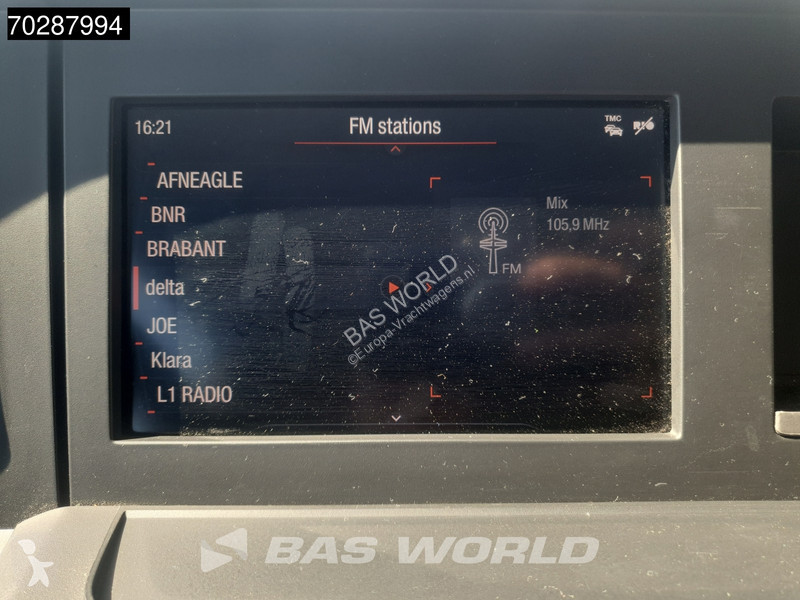 70287994
16:21
FM stations
TMC
AFNEAGLE
BNR
BRABANT
delta
JOE
Klara
L1 RADIO
Mix
105,9 MHz
FM
BAS WORLD
©Europa-Vrachtwagens.nl
BAS WORLD